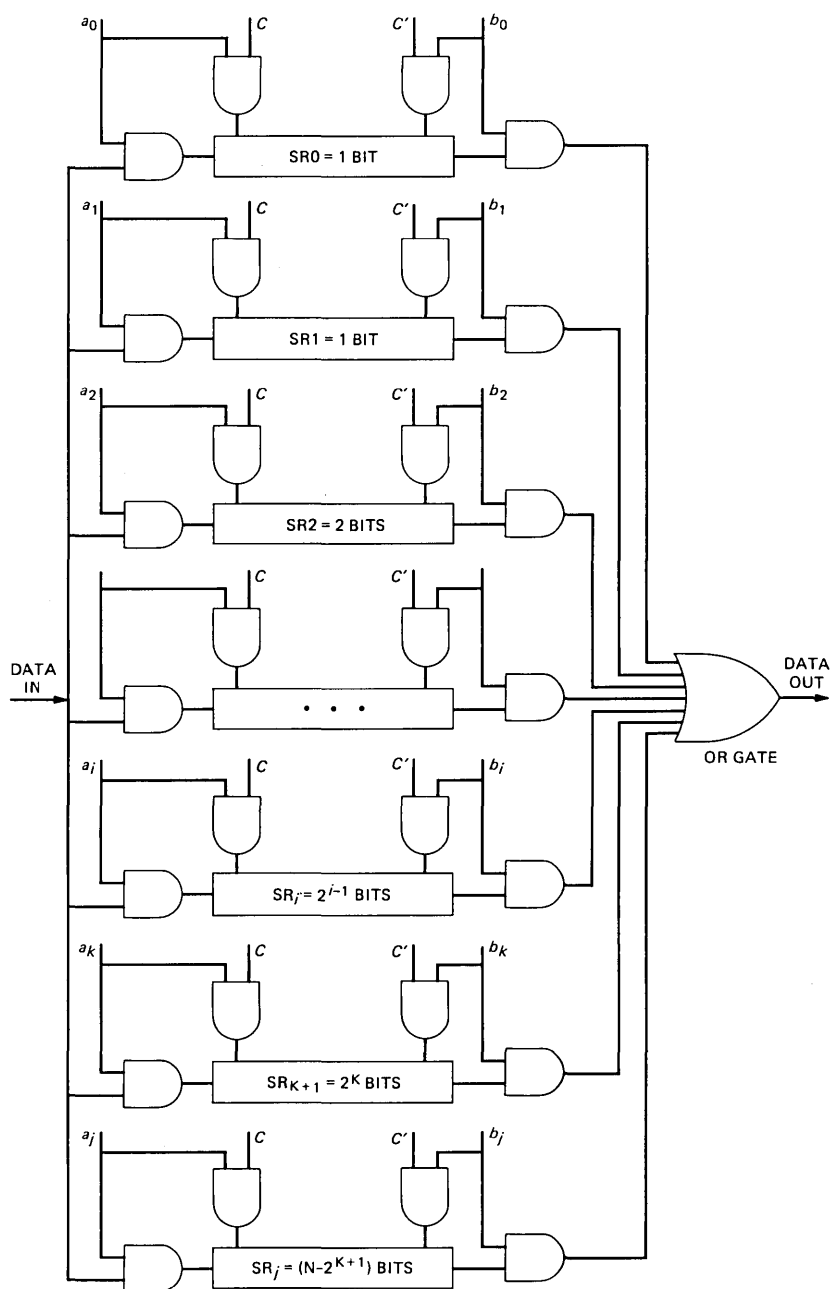 a0 C C' b0
SR0 = 1 BIT
a1 C C' b1
SR1 = 1 BIT
a2 C C' b2
SR2 = 2 BITS
C C'
• • •
DATA IN
DATA OUT
OR GATE
ai C C' bi
SRi = 2^i−1 BITS
ak C C' bk
SRK+1 = 2^K BITS
aj C C' bj
SRj = (N-2^K+1) BITS